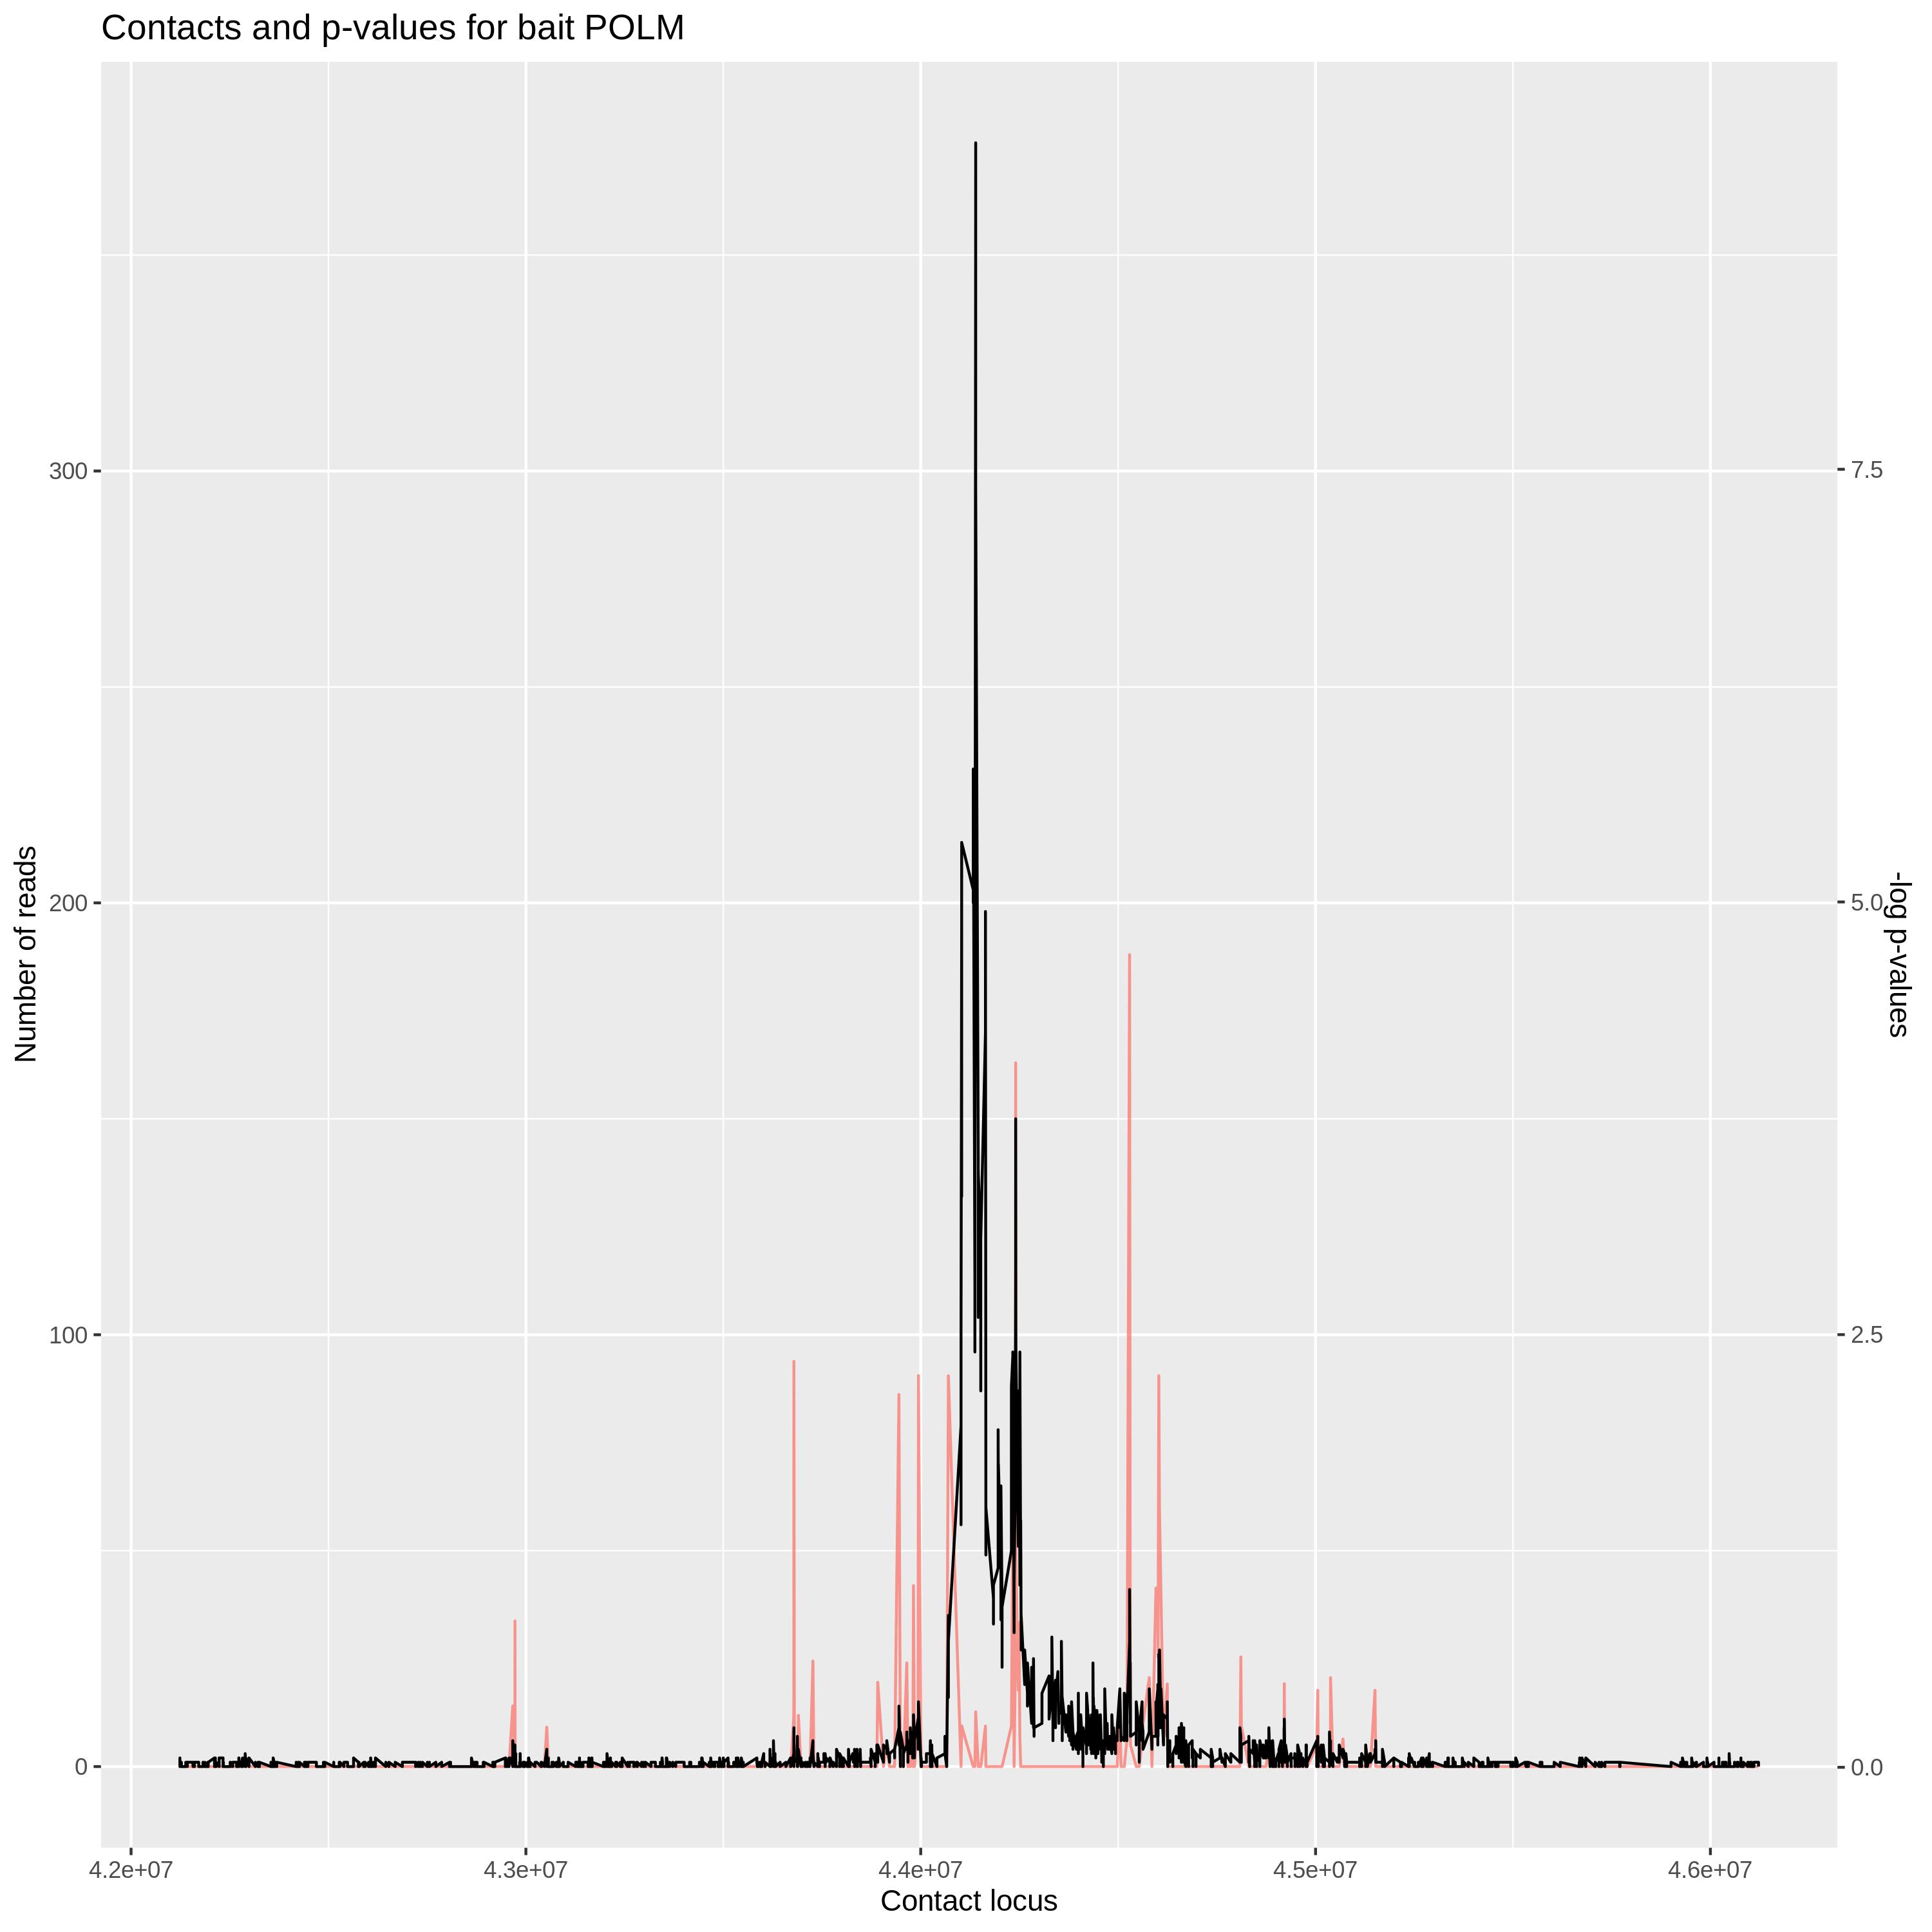 Contacts and p-values for bait POLM
Number of reads
300
200
100
0
7.5
5.0
2.5
0.0
-log p-values
4.2e+07 4.3e+07 4.4e+07 4.5e+07 4.6e+07
Contact locus